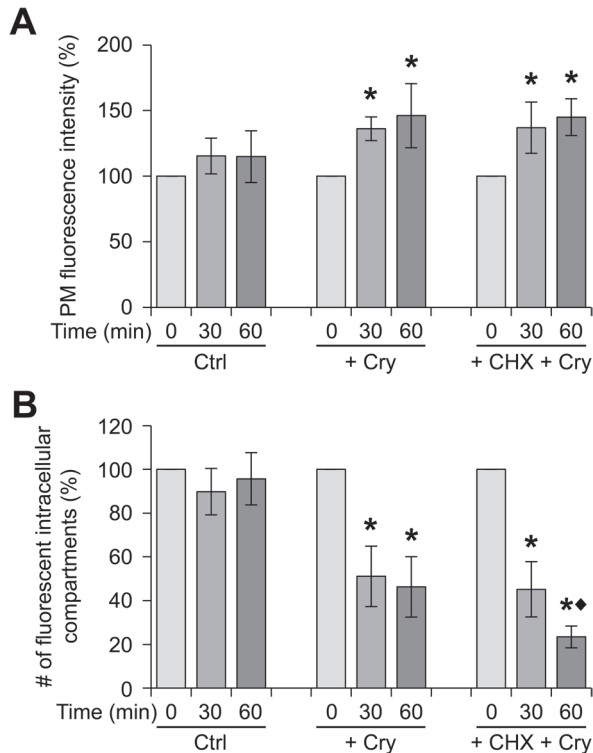 A
PM fluorescence intensity (%)
200
150
100
50
0
* * * *
Time (min) 0 30 60 0 30 60 0 30 60
Ctrl + Cry + CHX + Cry
B
# of fluorescent intracellular
compartments (%)
120
100
80
60
40
20
0
* * * *◆
Time (min) 0 30 60 0 30 60 0 30 60
Ctrl + Cry + CHX + Cry